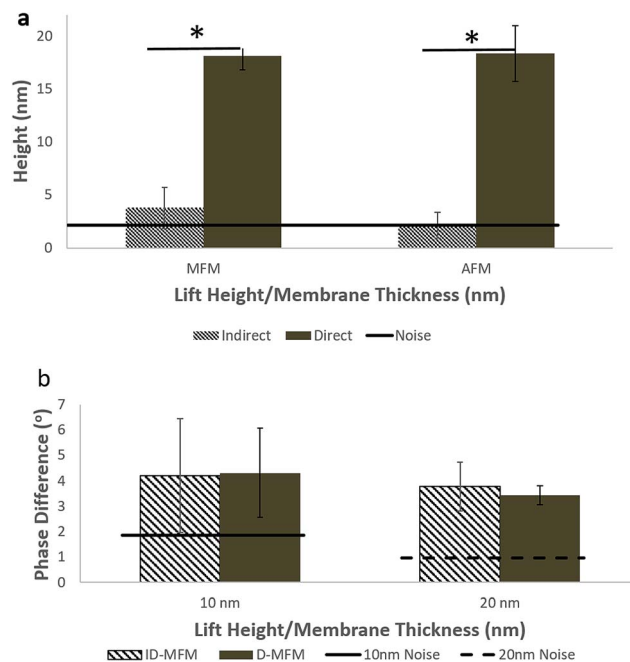 a
*
*
20
15
10
5
0
Height (nm)
MFM AFM
Lift Height/Membrane Thickness (nm)
Indirect Direct Noise
b
7
6
5
4
3
2
1
0
Phase Difference (o)
10 nm 20 nm
Lift Height/Membrane Thickness (nm)
ID-MFM D-MFM 10nm Noise 20nm Noise